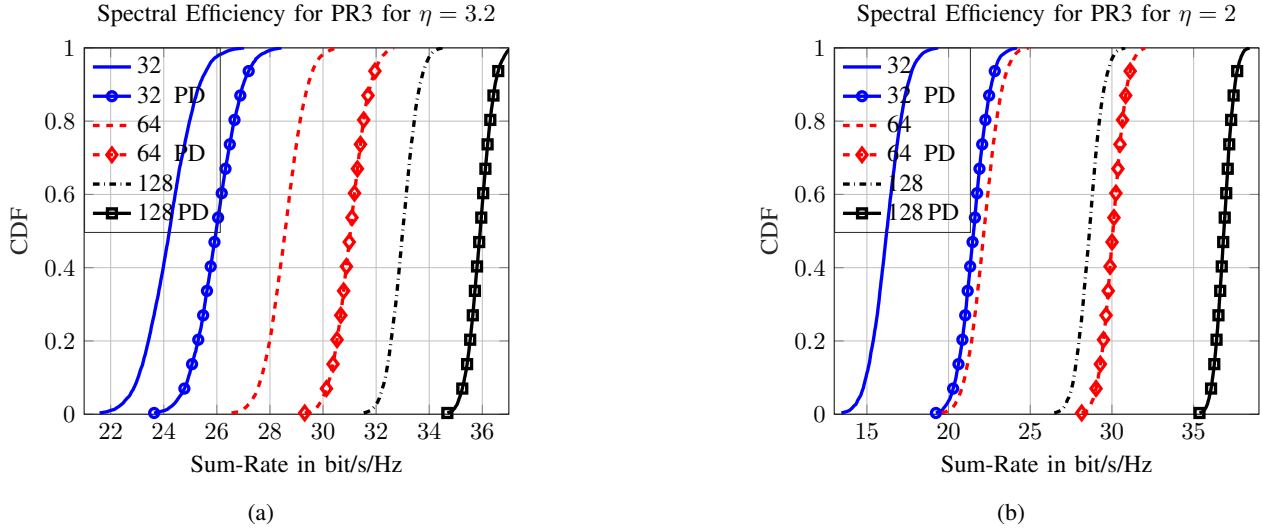 Spectral Efficiency for PR3 for η = 3.2
1
0.8
0.6
0.4
0.2
0
CDF
32
32 PD
64
64 PD
128
128 PD
22 24 26 28 30 32 34 36
Sum-Rate in bit/s/Hz
(a)
Spectral Efficiency for PR3 for η = 2
1
0.8
0.6
0.4
0.2
0
CDF
32
32 PD
64
64 PD
128
128 PD
15 20 25 30 35
Sum-Rate in bit/s/Hz
(b)